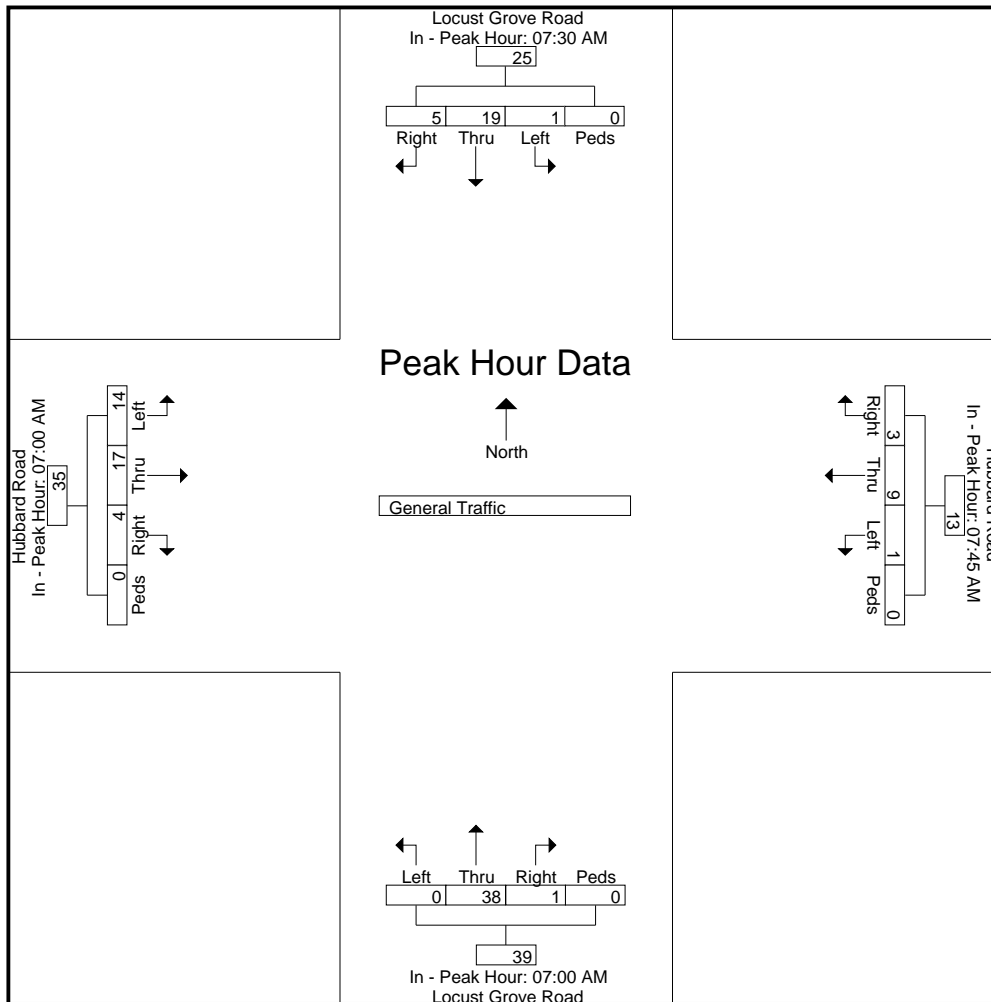 Locust Grove Road
In - Peak Hour: 07:30 AM
25
5 19 1 0
Right Thru Left Peds
Peak Hour Data
North
General Traffic
Hubbard Road
In - Peak Hour: 07:00 AM
35
14 17 4 0
Left Thru Right Peds
Right Thru Left Peds
3 9 1 0
13
In - Peak Hour: 07:45 AM
Hubbard Road
Left Thru Right Peds
0 38 1 0
39
In - Peak Hour: 07:00 AM
Locust Grove Road